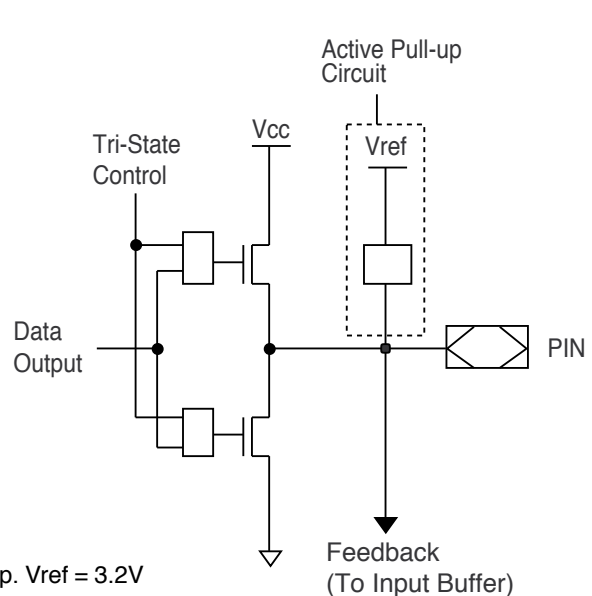 Active Pull-up
Circuit
Vcc
Vref
Tri-State
Control
Data
Output
PIN
Feedback
(To Input Buffer)
p. Vref = 3.2V